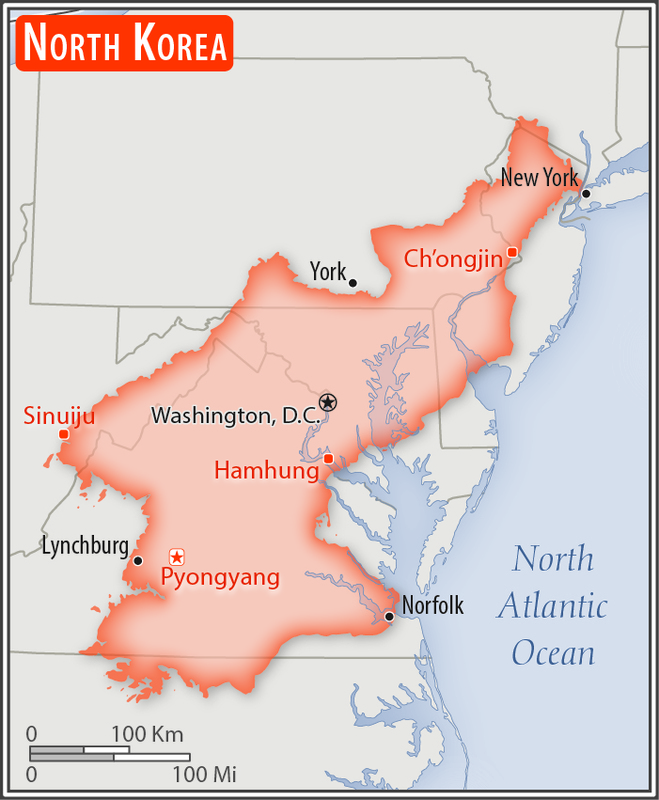 NORTH KOREA
New York
Ch'ongjin
York
Sinuiju
Washington, D.C.
Hamhung
Lynchburg
Pyongyang
Norfolk
North
Atlantic
Ocean
0 100 Km
0 100 Mi